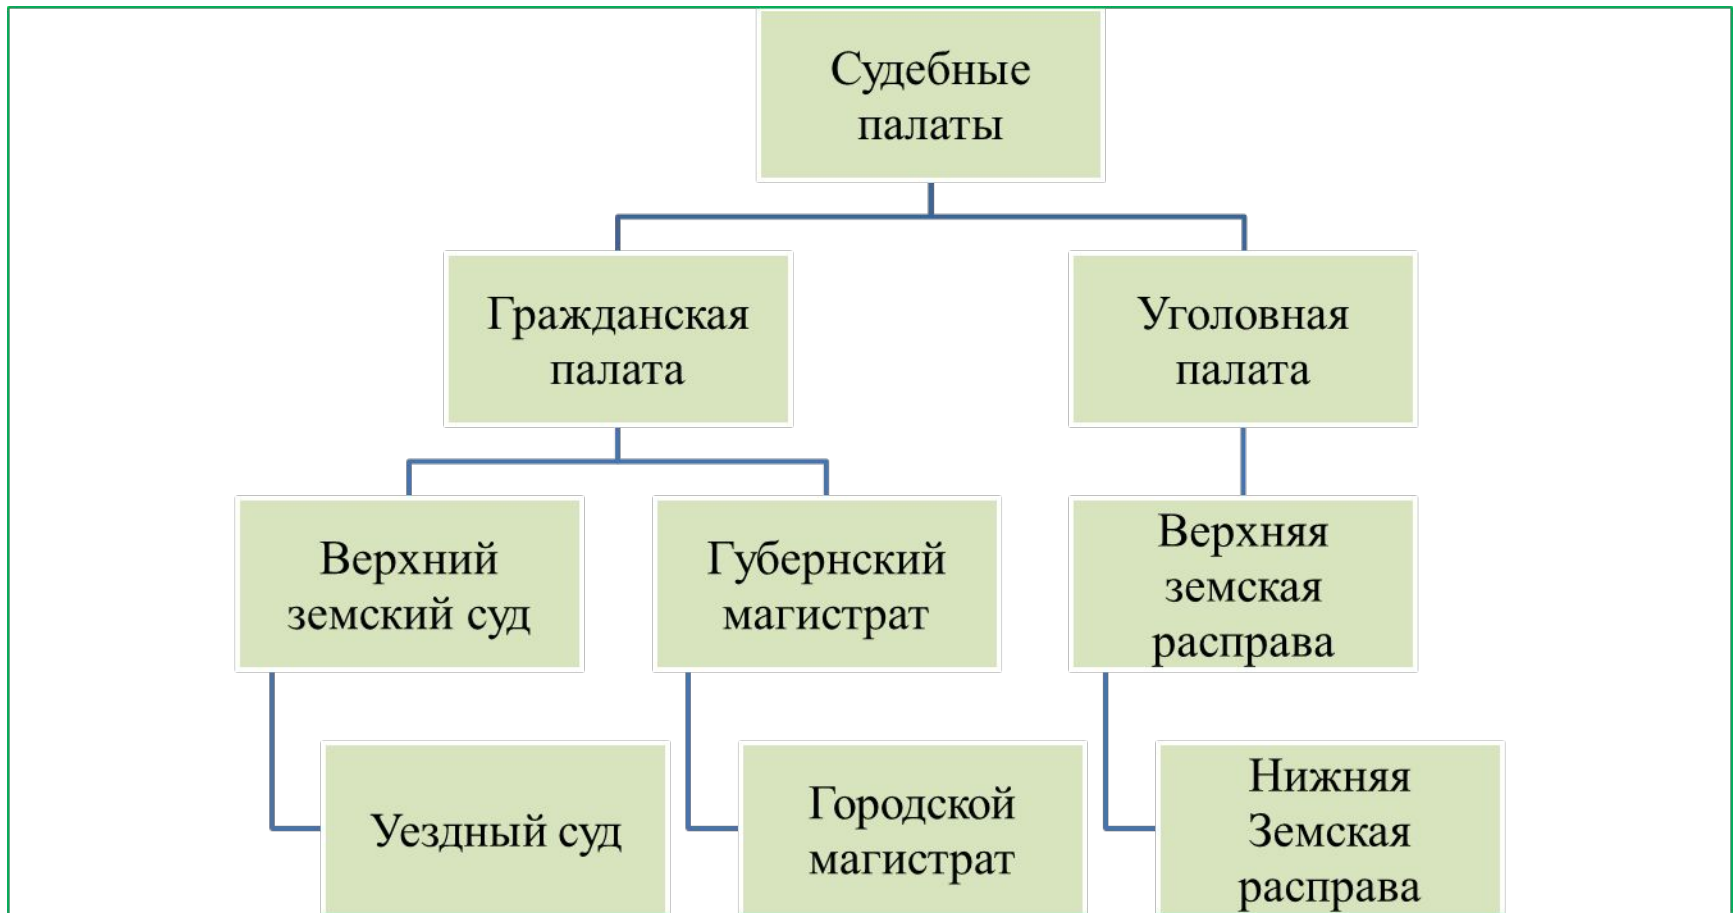 Судебные
палаты
Гражданская
палата
Уголовная
палата
Верхний
земский суд
Губернский
магистрат
Верхняя
земская
расправа
Уездный суд
Городской
магистрат
Нижняя
Земская
расправа